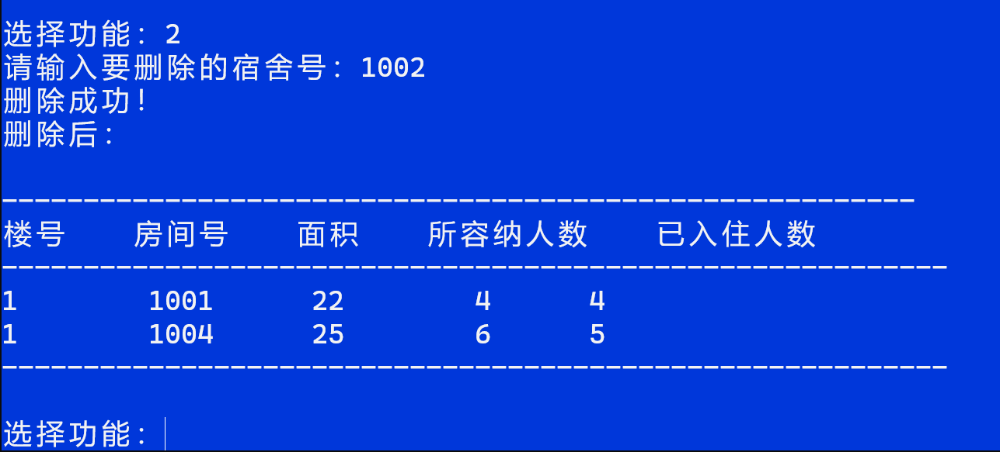 选择功能：2
请输入要删除的宿舍号：1002
删除成功！
删除后：
--------------------------------------------------------
楼号    房间号    面积    所容纳人数    已入住人数
----------------------------------------------------------
1        1001      22        4      4
1        1004      25        6      5
----------------------------------------------------------
选择功能：